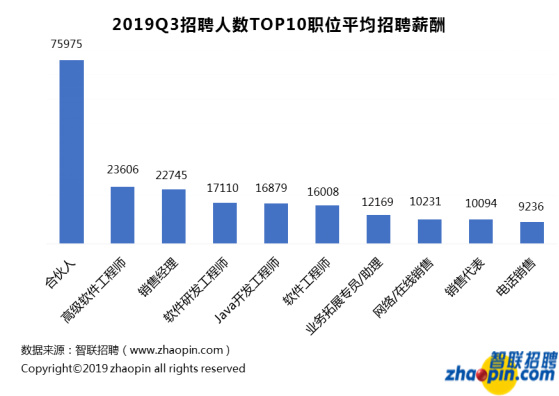 2019Q3招聘人数TOP10职位平均招聘薪酬
75975
23606
22745
17110
16879
16008
12169
10231
10094
9236
合伙人
高级软件工程师
销售经理
软件研发工程师
Java开发工程师
软件工程师
业务拓展专员/助理
网络/在线销售
销售代表
电话销售
数据来源：智联招聘（www.zhaopin.com）
Copyright©2019 zhaopin all rights reserved
智联招聘
zhaopin.com